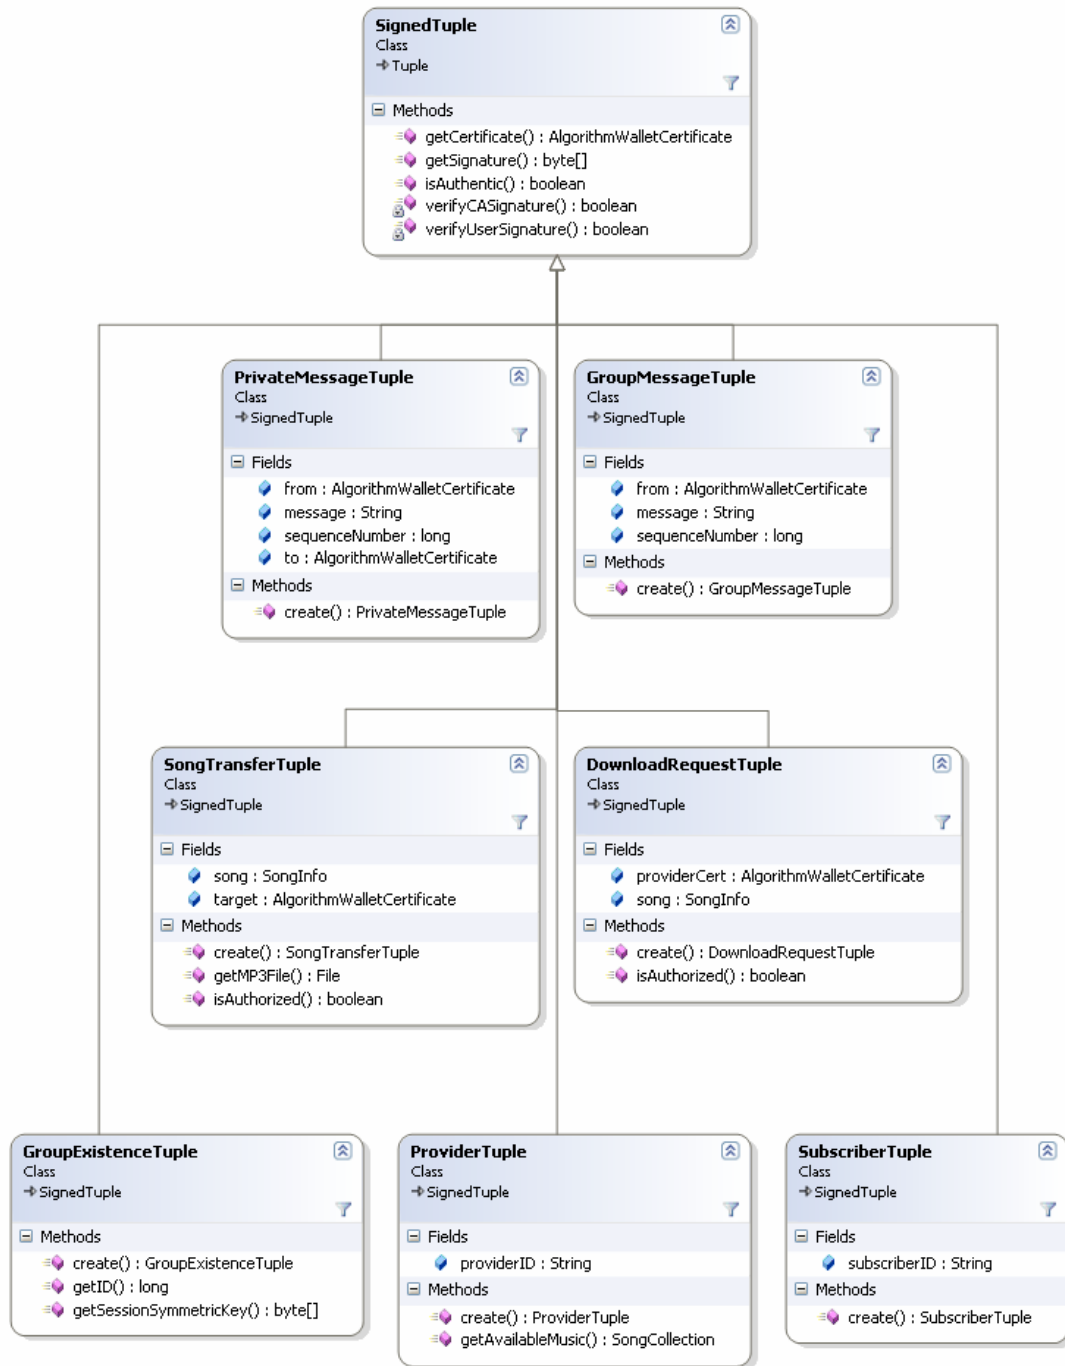 SignedTuple
Class
Tuple
Methods
getCertificate() : AlgorithmWalletCertificate
getSignature() : byte[]
isAuthentic() : boolean
verifyCASignature() : boolean
verifyUserSignature() : boolean
PrivateMessageTuple
Class
SignedTuple
Fields
from : AlgorithmWalletCertificate
message : String
sequenceNumber : long
to : AlgorithmWalletCertificate
Methods
create() : PrivateMessageTuple
GroupMessageTuple
Class
SignedTuple
Fields
from : AlgorithmWalletCertificate
message : String
sequenceNumber : long
Methods
create() : GroupMessageTuple
SongTransferTuple
Class
SignedTuple
Fields
song : SongInfo
target : AlgorithmWalletCertificate
Methods
create() : SongTransferTuple
getMP3File() : File
isAuthorized() : boolean
DownloadRequestTuple
Class
SignedTuple
Fields
providerCert : AlgorithmWalletCertificate
song : SongInfo
Methods
create() : DownloadRequestTuple
isAuthorized() : boolean
GroupExistenceTuple
Class
SignedTuple
Methods
create() : GroupExistenceTuple
getID() : long
getSessionSymmetricKey() : byte[]
ProviderTuple
Class
SignedTuple
Fields
providerID : String
Methods
create() : ProviderTuple
getAvailableMusic() : SongCollection
SubscriberTuple
Class
SignedTuple
Fields
subscriberID : String
Methods
create() : SubscriberTuple